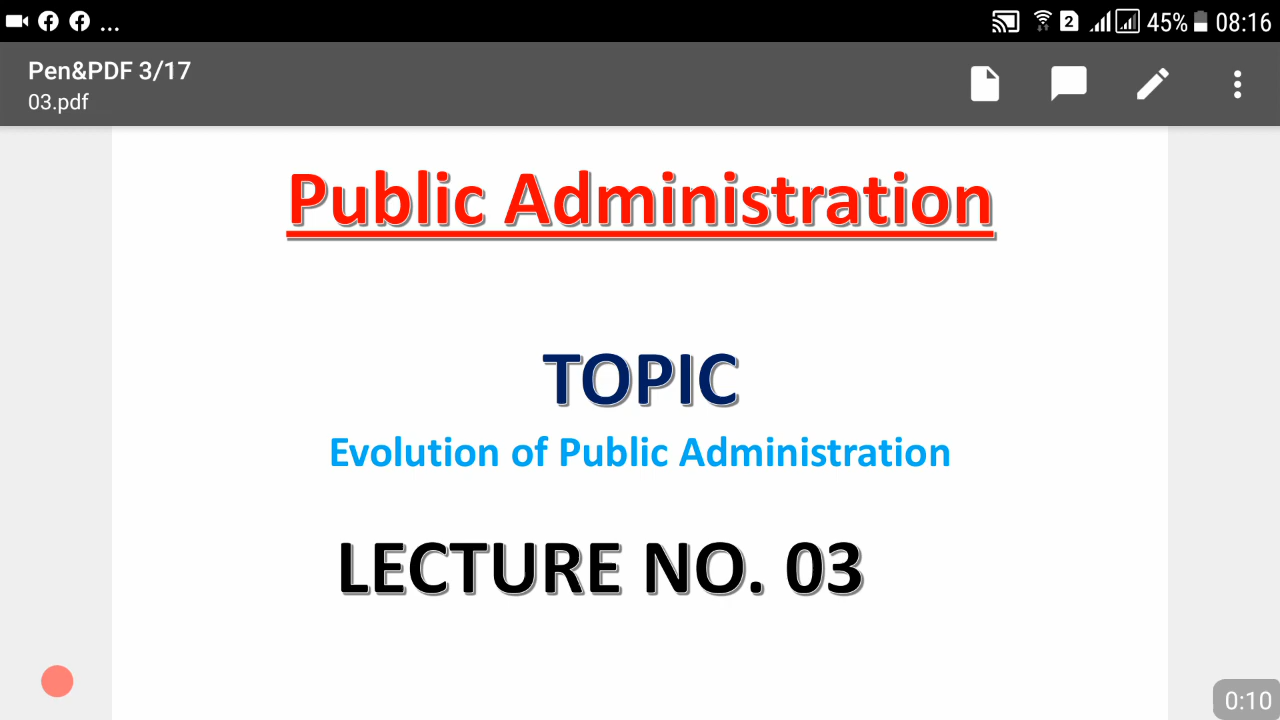 ... 2 45% 08:16
Pen&PDF 3/17
03.pdf
Public Administration
TOPIC
Evolution of Public Administration
LECTURE NO. 03
0:10